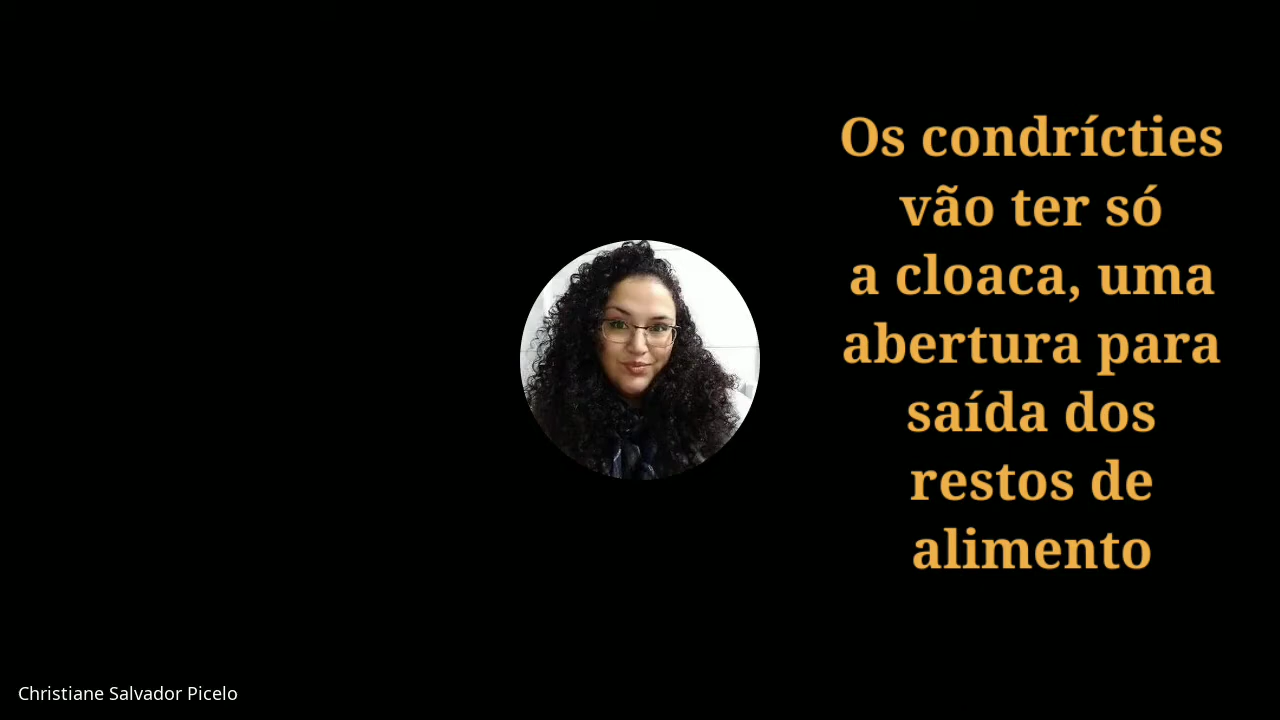 Os condrícties
vão ter só
a cloaca, uma
abertura para
saída dos
restos de
alimento
Christiane Salvador Picelo